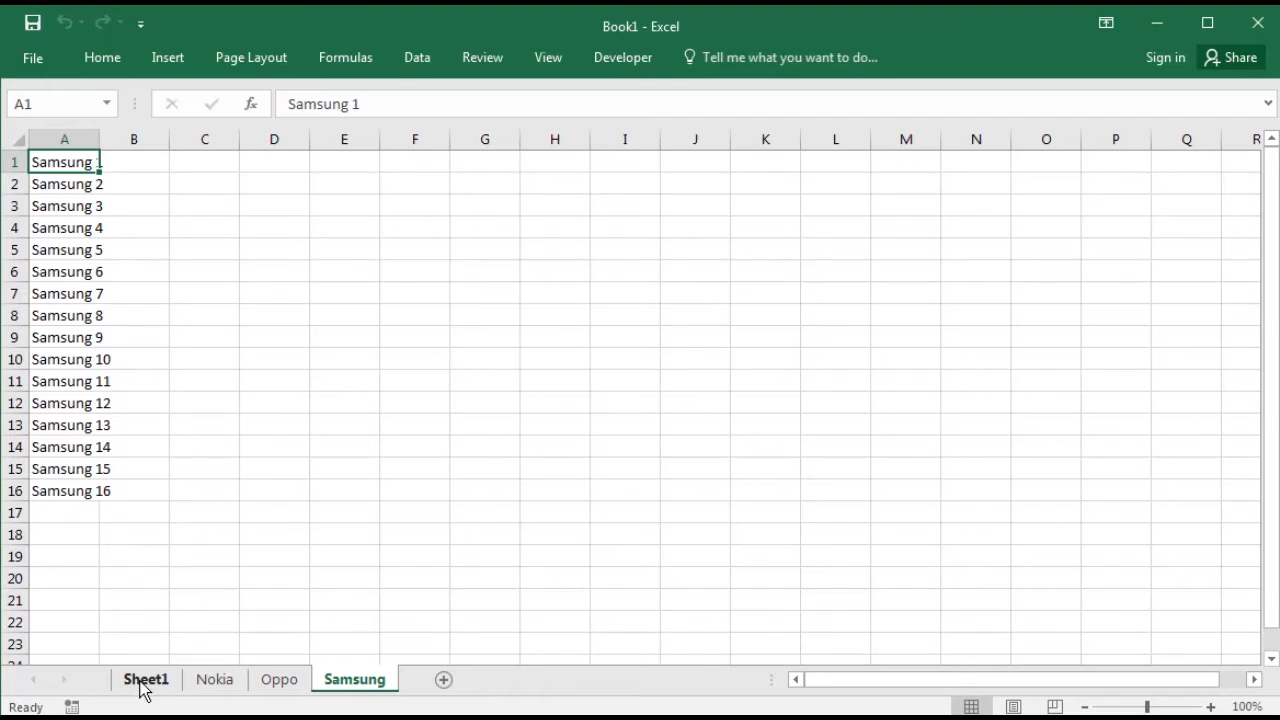 Book1 - Excel
File Home Insert Page Layout Formulas Data Review View Developer Tell me what you want to do... Sign in Share
A1 fx Samsung 1
A B C D E F G H I J K L M N O P Q R
1 Samsung 1
2 Samsung 2
3 Samsung 3
4 Samsung 4
5 Samsung 5
6 Samsung 6
7 Samsung 7
8 Samsung 8
9 Samsung 9
10 Samsung 10
11 Samsung 11
12 Samsung 12
13 Samsung 13
14 Samsung 14
15 Samsung 15
16 Samsung 16
17
18
19
20
21
22
23
Sheet1 Nokia Oppo Samsung
Ready 100%